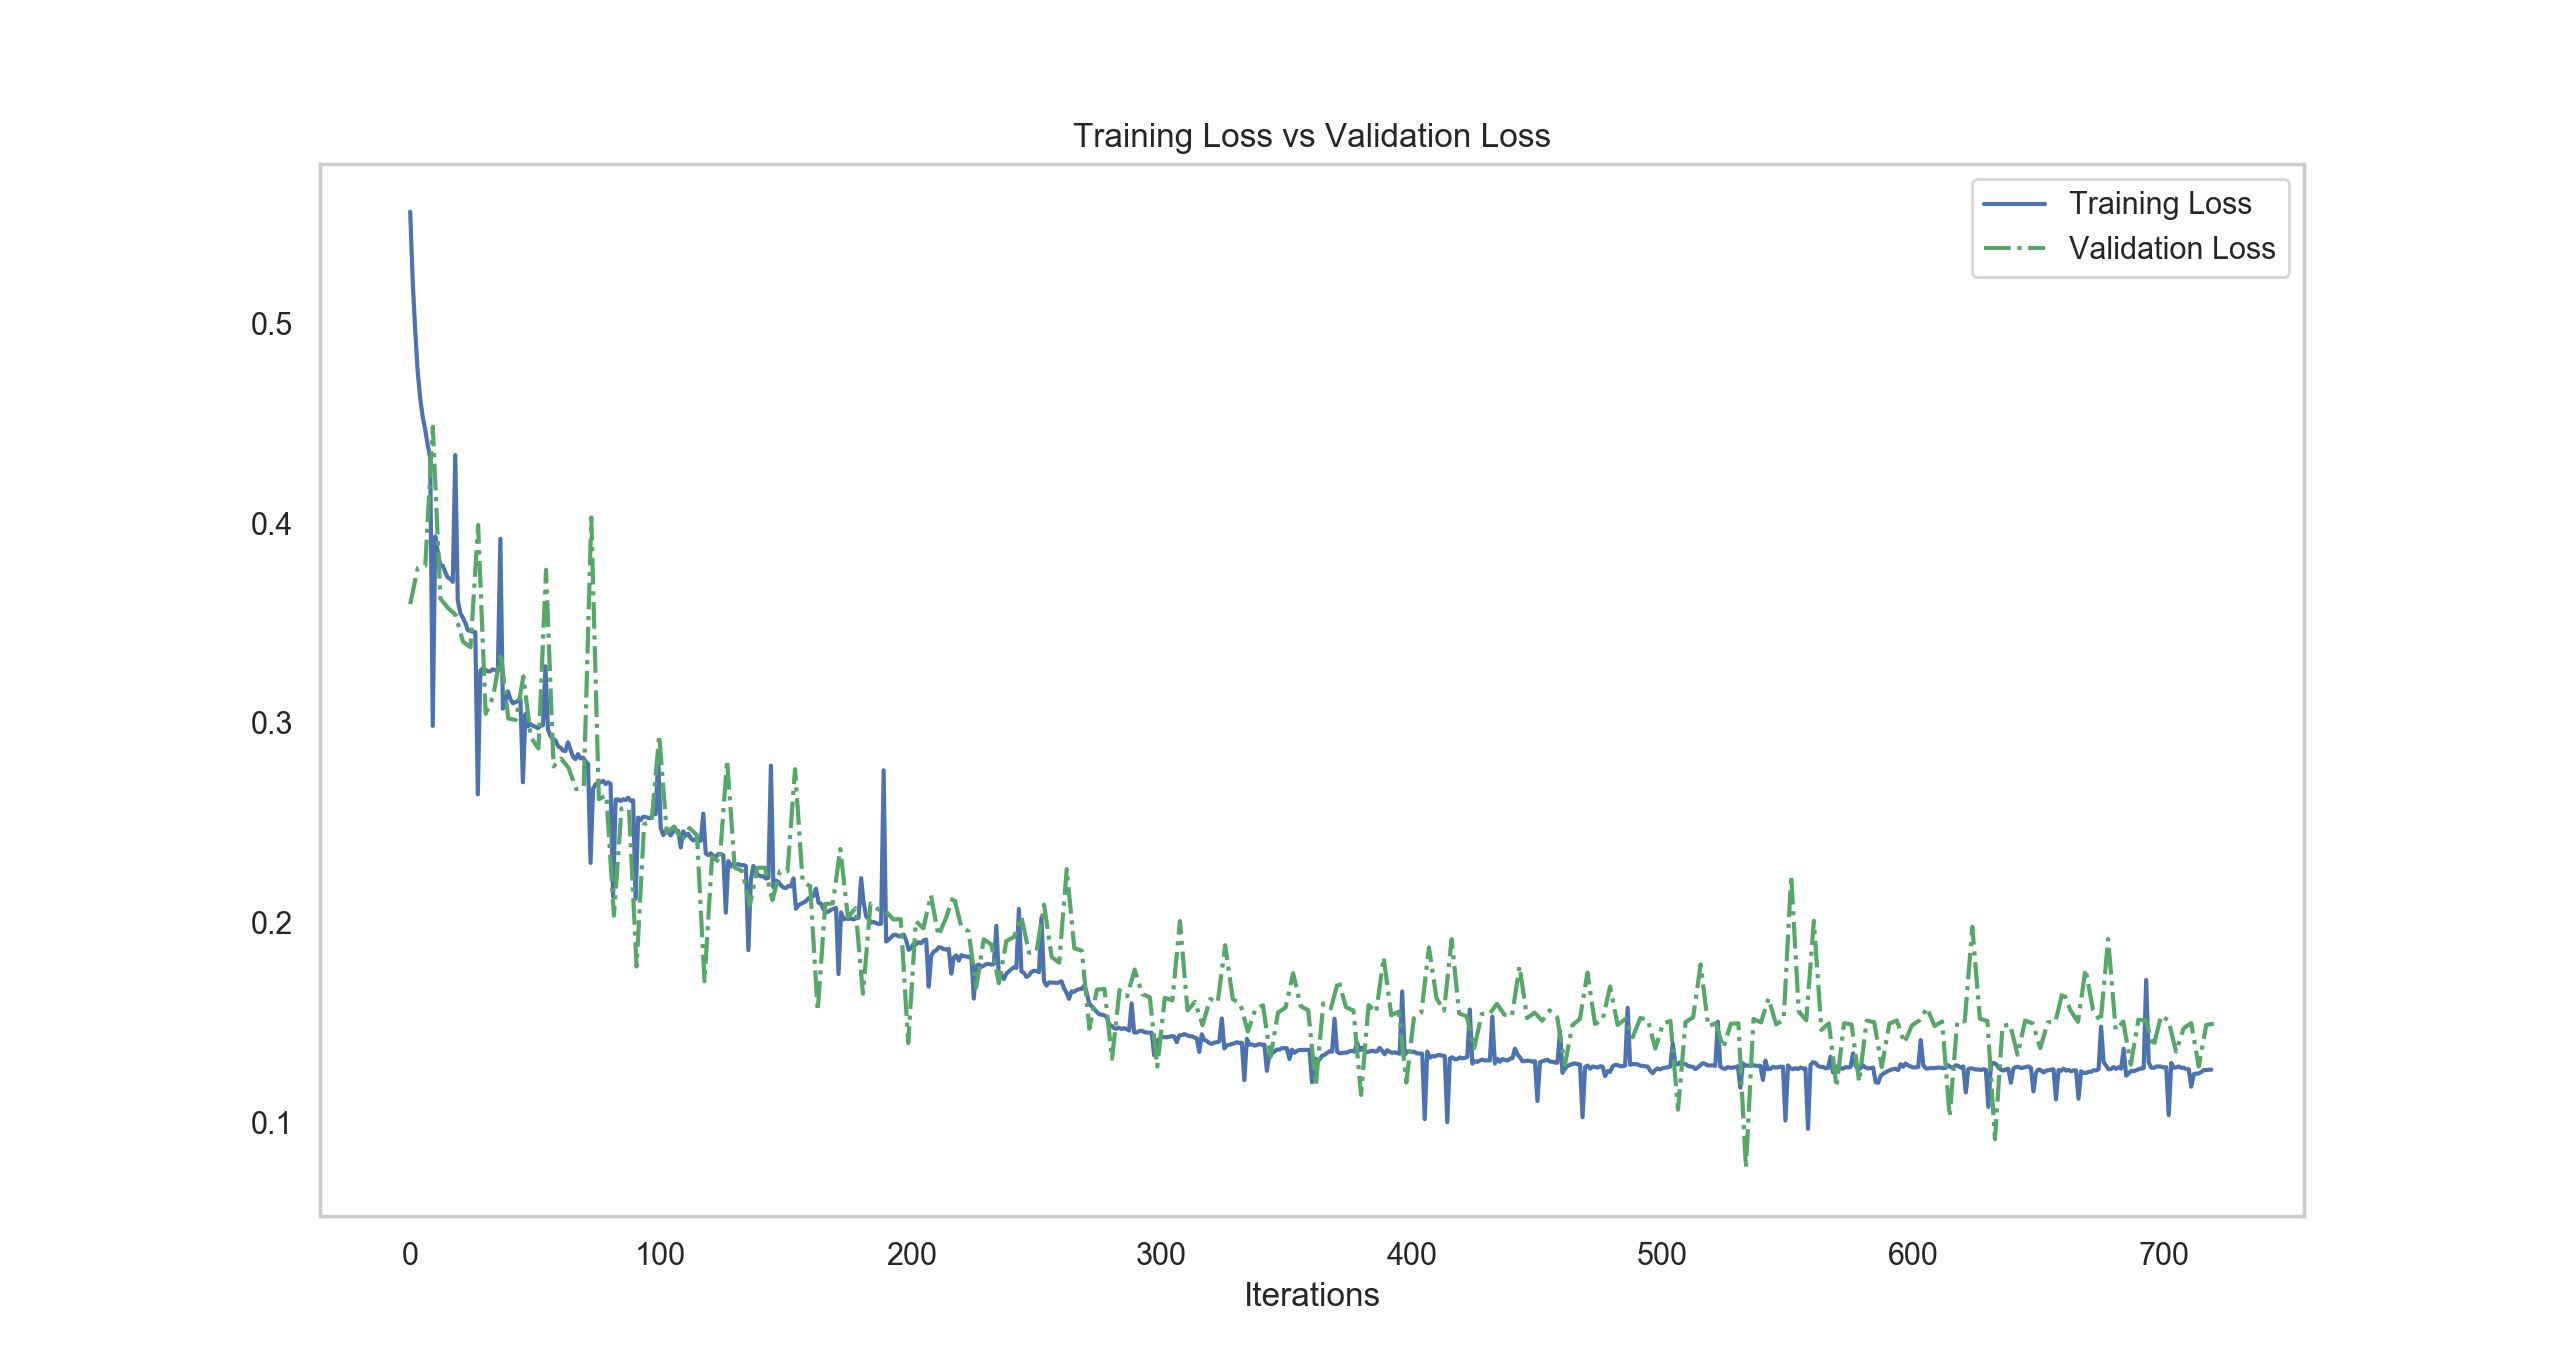 Training Loss vs Validation Loss
Training Loss
Validation Loss
0.5
0.4
0.3
0.2
0.1
0 100 200 300 400 500 600 700
Iterations